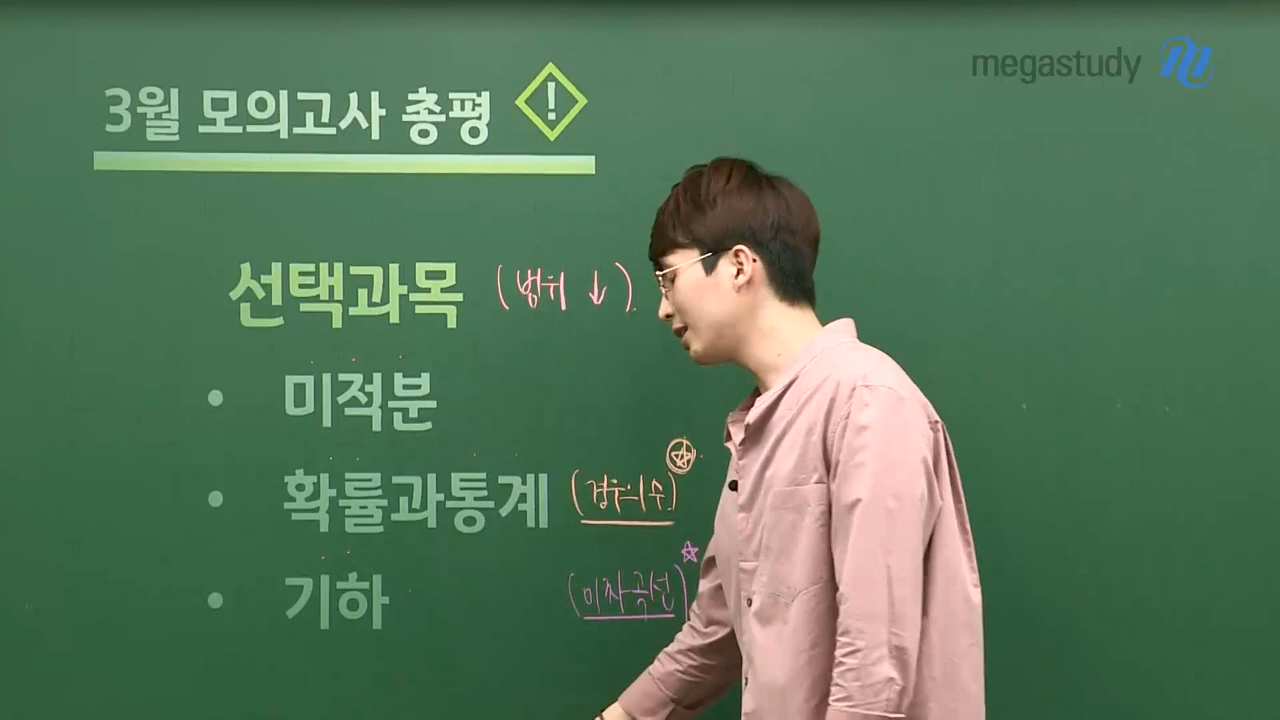 megastudy
3월 모의고사 총평 !
선택과목 (범위 ↓)
• 미적분
• 확률과통계 (경우의 수)
• 기하 (이차곡선)